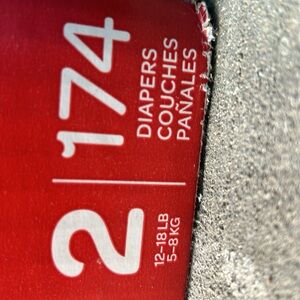 2 | 174
12-18 LB
5-8 KG
DIAPERS
COUCHES
PAÑALES